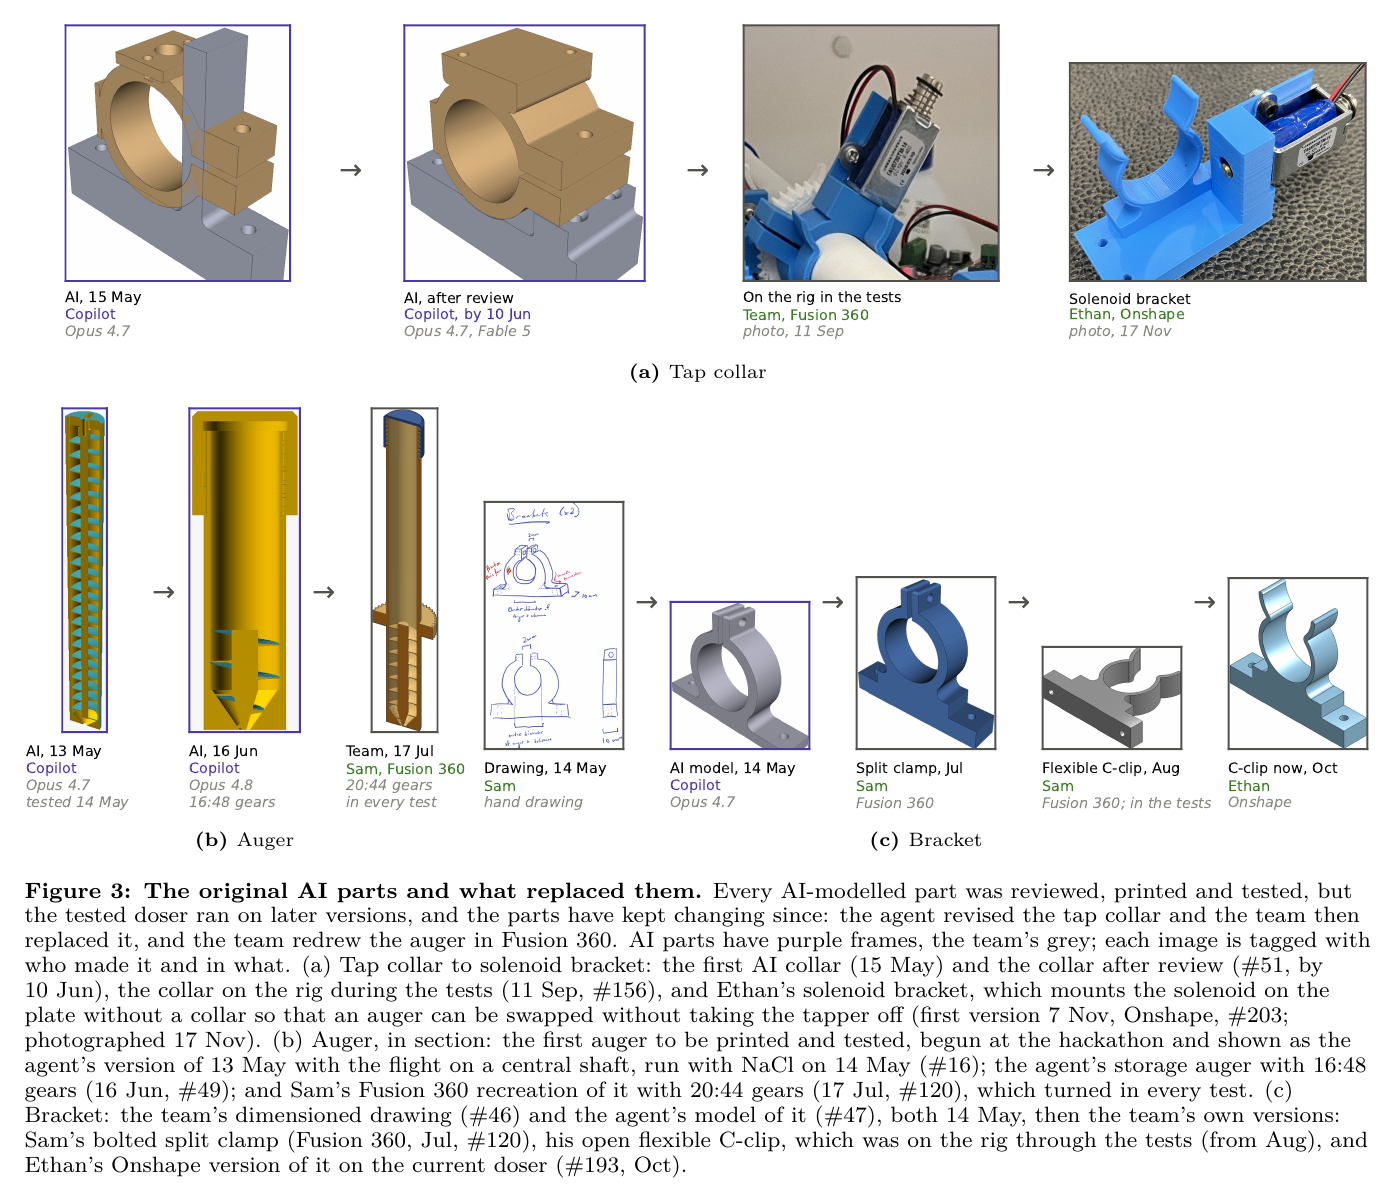 AI, 15 May
Copilot
Opus 4.7
→
AI, after review
Copilot, by 10 Jun
Opus 4.7, Fable 5
→
On the rig in the tests
Team, Fusion 360
photo, 11 Sep
→
Solenoid bracket
Ethan, Onshape
photo, 17 Nov
(a) Tap collar
AI, 13 May
Copilot
Opus 4.7
tested 14 May
→
AI, 16 Jun
Copilot
Opus 4.8
16:48 gears
→
Team, 17 Jul
Sam, Fusion 360
20:44 gears
in every test
(b) Auger
Brackets (x2)
Drawing, 14 May
Sam
hand drawing
→
AI model, 14 May
Copilot
Opus 4.7
→
Split clamp, Jul
Sam
Fusion 360
→
Flexible C-clip, Aug
Sam
Fusion 360; in the tests
→
C-clip now, Oct
Ethan
Onshape
(c) Bracket
Figure 3: The original AI parts and what replaced them. Every AI-modelled part was reviewed, printed and tested, but
the tested doser ran on later versions, and the parts have kept changing since: the agent revised the tap collar and the team then
replaced it, and the team redrew the auger in Fusion 360. AI parts have purple frames, the team's grey; each image is tagged with
who made it and in what. (a) Tap collar to solenoid bracket: the first AI collar (15 May) and the collar after review (#51, by
10 Jun), the collar on the rig during the tests (11 Sep, #156), and Ethan's solenoid bracket, which mounts the solenoid on the
plate without a collar so that an auger can be swapped without taking the tapper off (first version 7 Nov, Onshape, #203;
photographed 17 Nov). (b) Auger, in section: the first auger to be printed and tested, begun at the hackathon and shown as the
agent's version of 13 May with the flight on a central shaft, run with NaCl on 14 May (#16); the agent's storage auger with 16:48
gears (16 Jun, #49); and Sam's Fusion 360 recreation of it with 20:44 gears (17 Jul, #120), which turned in every test. (c)
Bracket: the team's dimensioned drawing (#46) and the agent's model of it (#47), both 14 May, then the team's own versions:
Sam's bolted split clamp (Fusion 360, Jul, #120), his open flexible C-clip, which was on the rig through the tests (from Aug), and
Ethan's Onshape version of it on the current doser (#193, Oct).